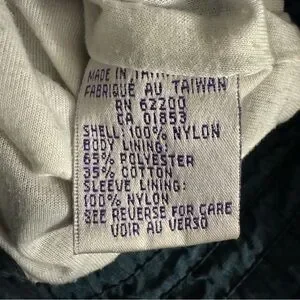 MADE IN TAIWAN
FABRIQUÉ AU TAIWAN
RN 62200
CA 01853
SHELL: 100% NYLON
BODY LINING:
65% POLYESTER
35% COTTON
SLEEVE LINING:
100% NYLON
SEE REVERSE FOR CARE
VOIR AU VERSO